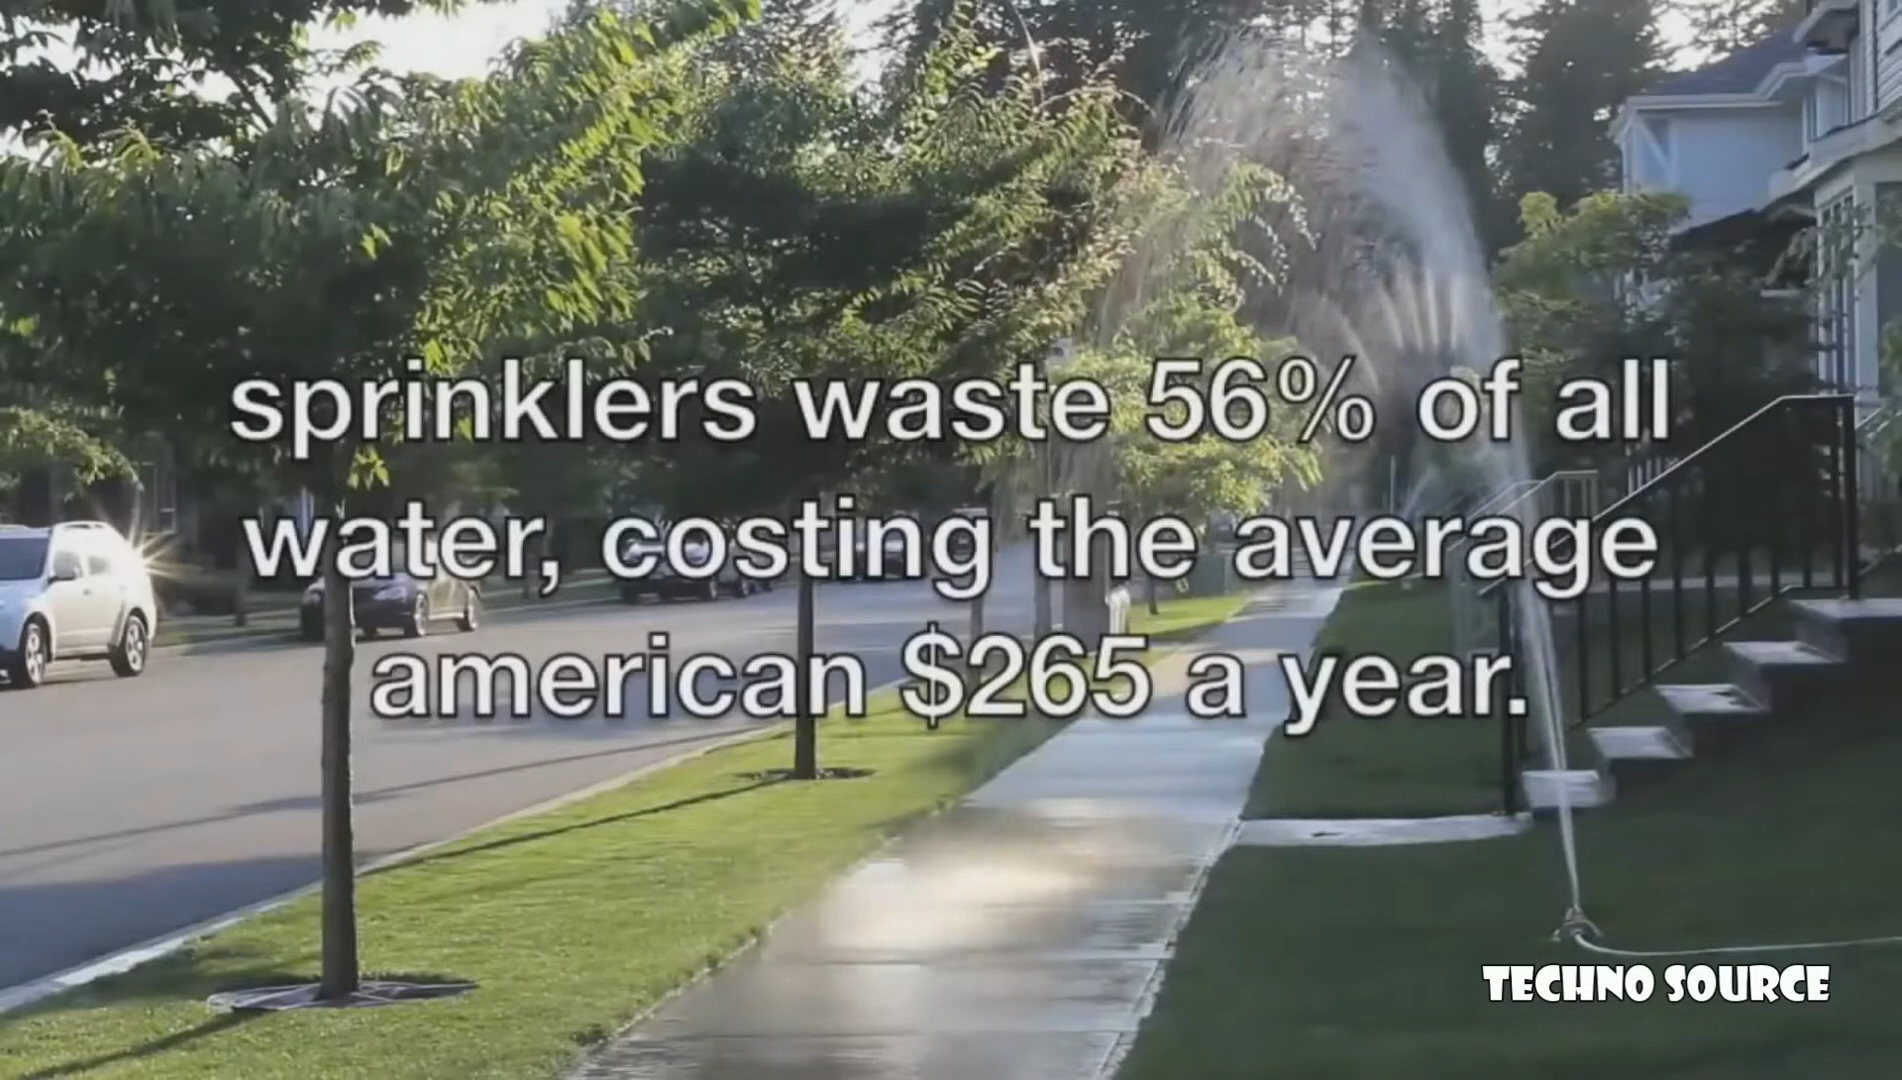 sprinklers waste 56% of all
water, costing the average
american $265 a year.
TECHNO SOURCE